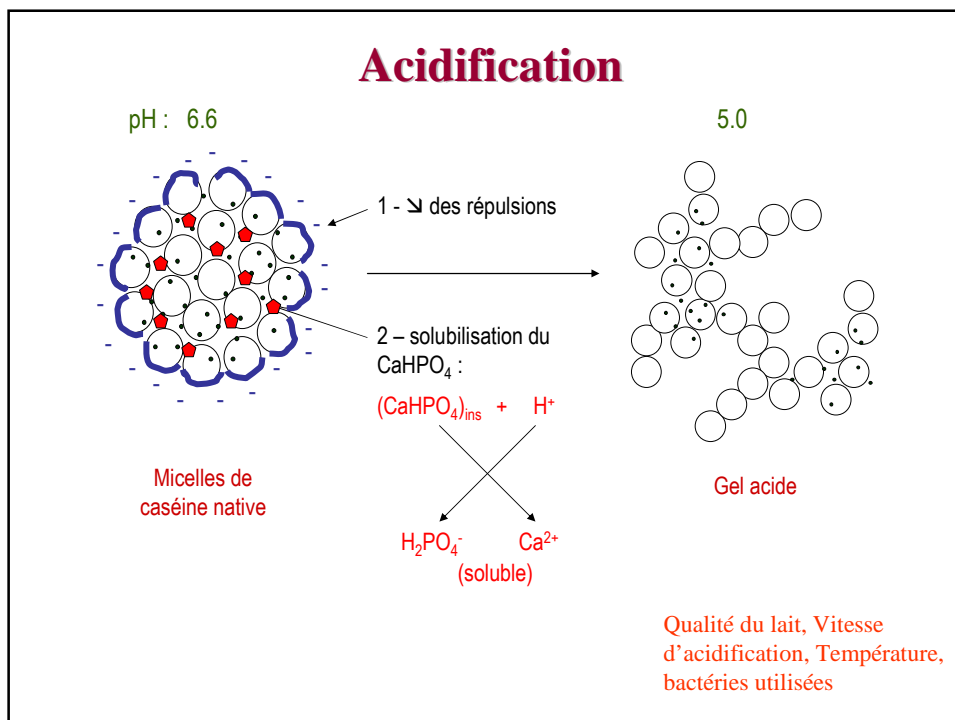 Acidification
pH : 6.6
5.0
1 - ↘ des répulsions
2 – solubilisation du
CaHPO₄ :
(CaHPO₄)ins + H⁺
Micelles de
caséine native
Gel acide
H₂PO₄⁻ Ca²⁺
(soluble)
Qualité du lait, Vitesse
d'acidification, Température,
bactéries utilisées